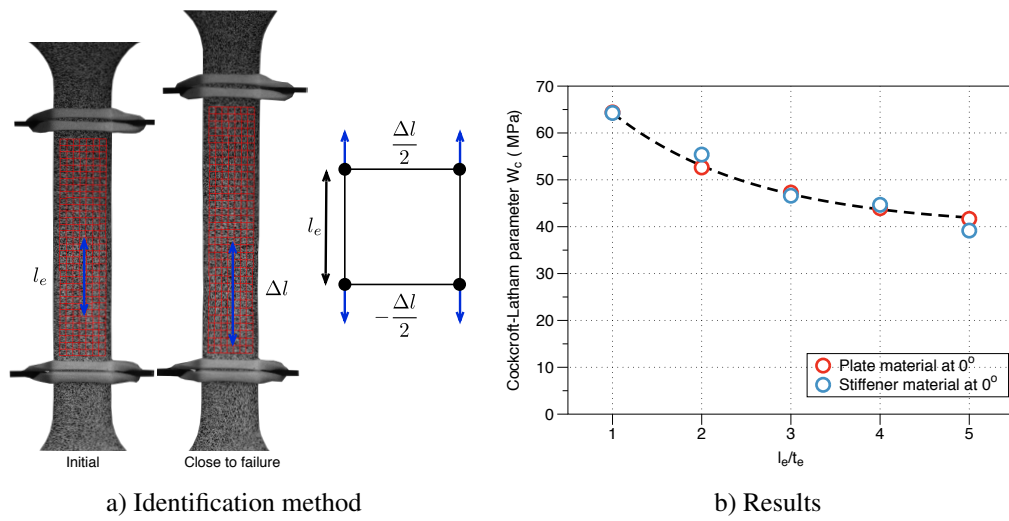 l_e
Δl
Initial
Close to failure
Δl/2
l_e
-Δl/2
a) Identification method
Cockcroft-Latham parameter W_c ( MPa)
70
60
50
40
30
20
10
0
1 2 3 4 5
l_e/t_e
Plate material at 0°
Stiffener material at 0°
b) Results